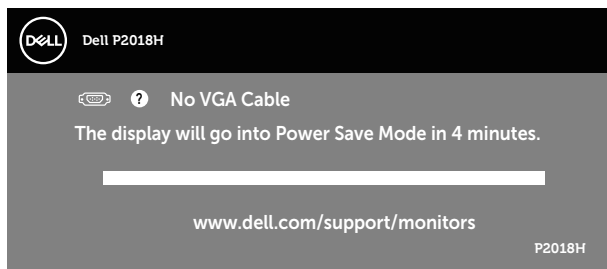 DELL
Dell P2018H
? No VGA Cable
The display will go into Power Save Mode in 4 minutes.
www.dell.com/support/monitors
P2018H